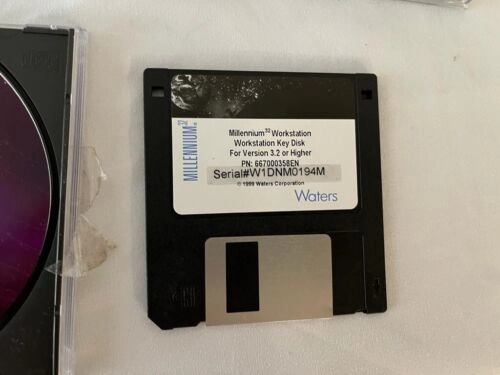 MILLENNIUM³²
Millennium³² Workstation
Workstation Key Disk
For Version 3.2 or Higher
PN: 667000358EN
Serial#W1DNM0194M
© 1999 Waters Corporation
Waters